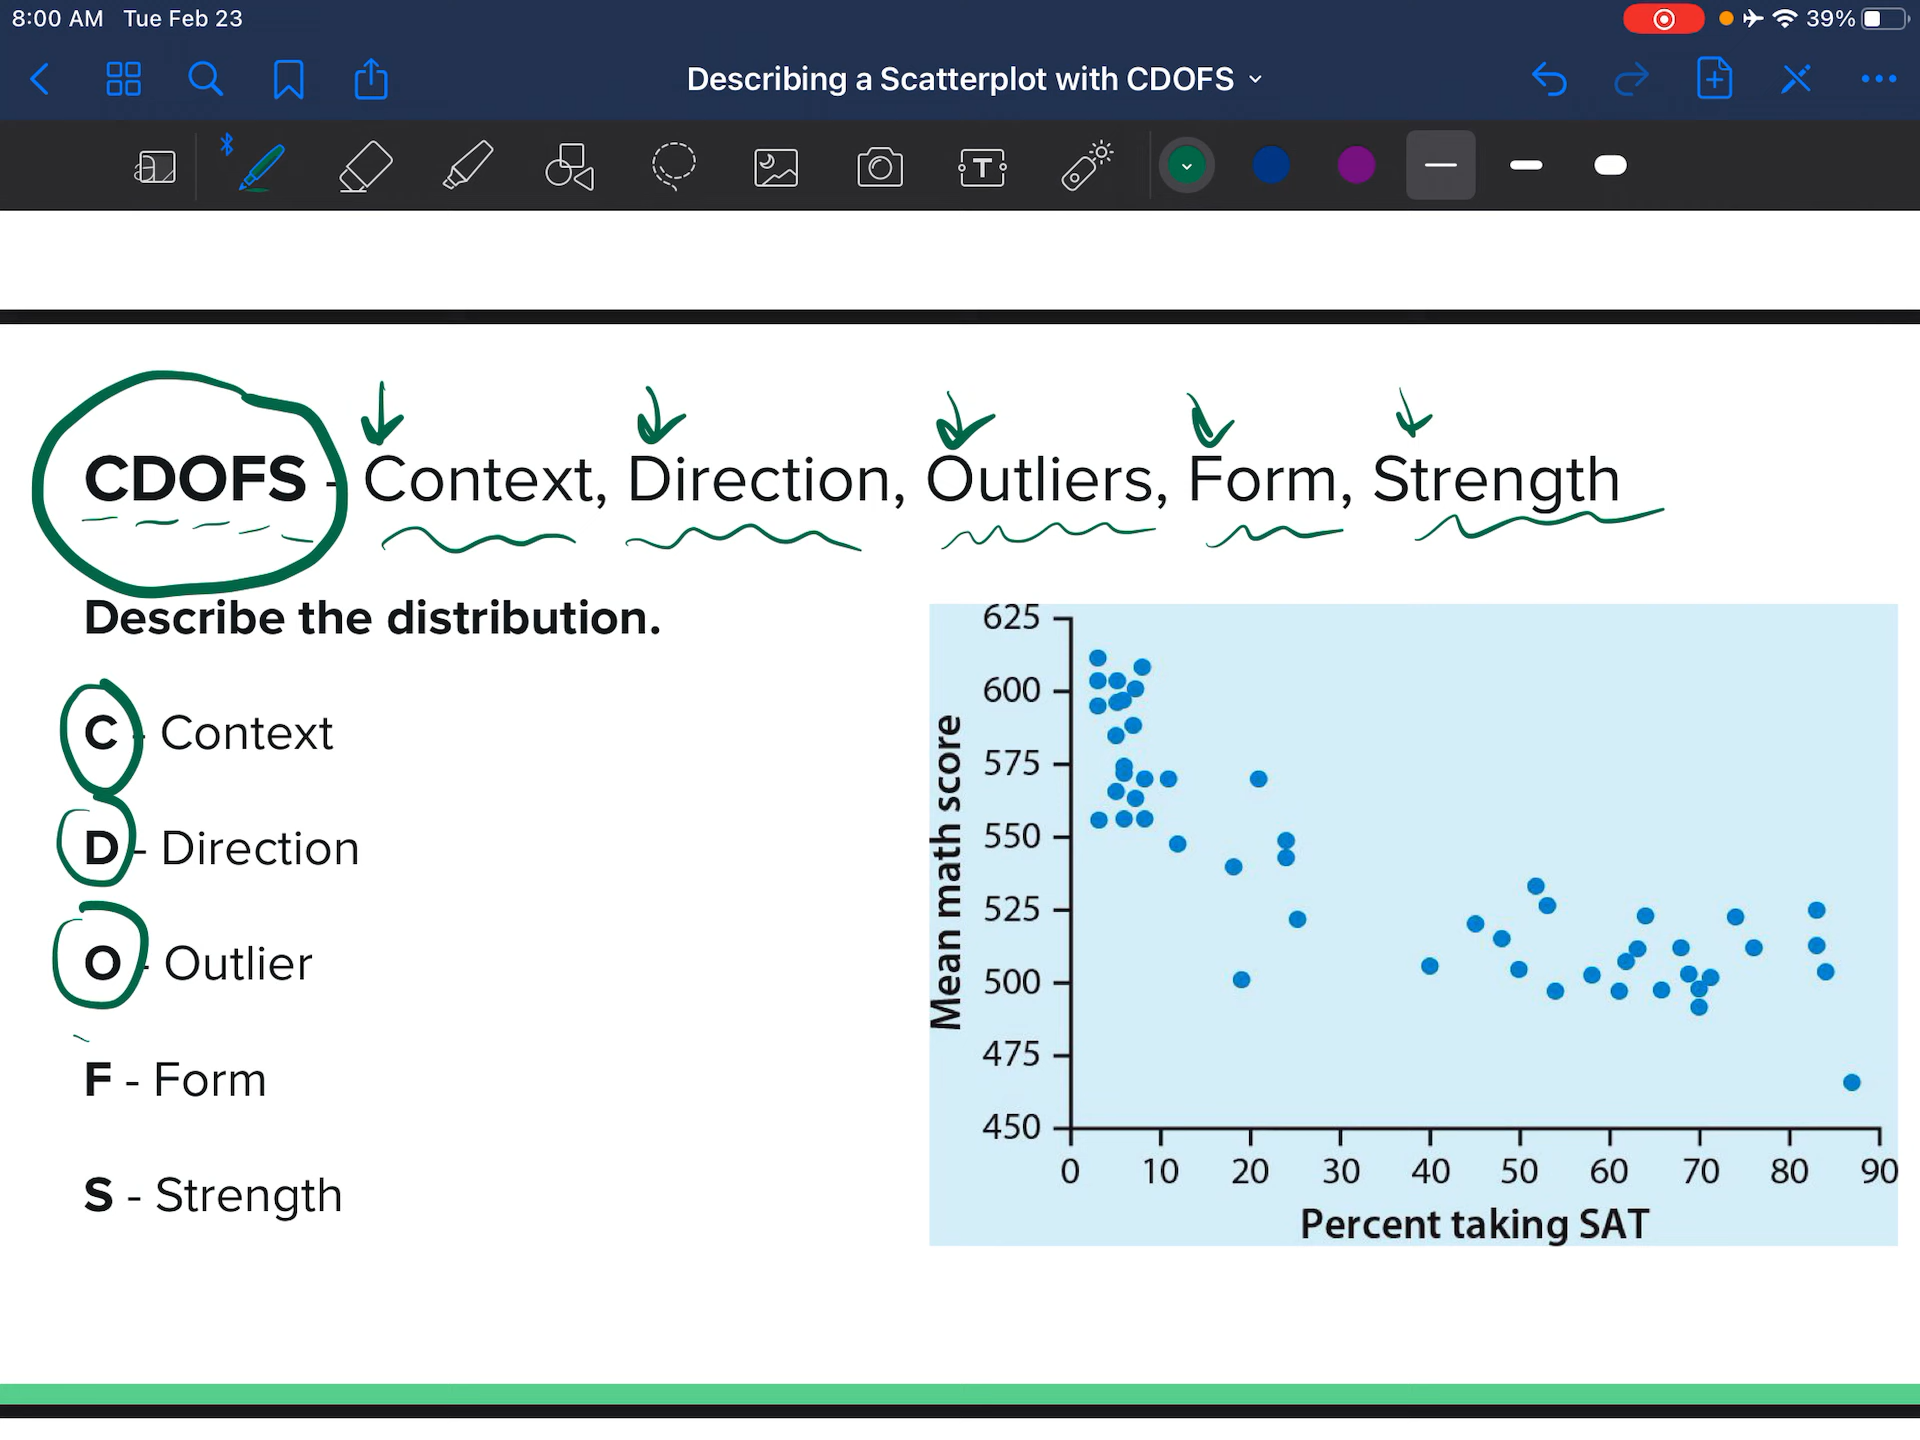 8:00 AM Tue Feb 23
39%
Describing a Scatterplot with CDOFS
CDOFS - Context, Direction, Outliers, Form, Strength
Describe the distribution.
C - Context
D - Direction
O - Outlier
F - Form
S - Strength
Mean math score
625
600
575
550
525
500
475
450
0 10 20 30 40 50 60 70 80 90
Percent taking SAT